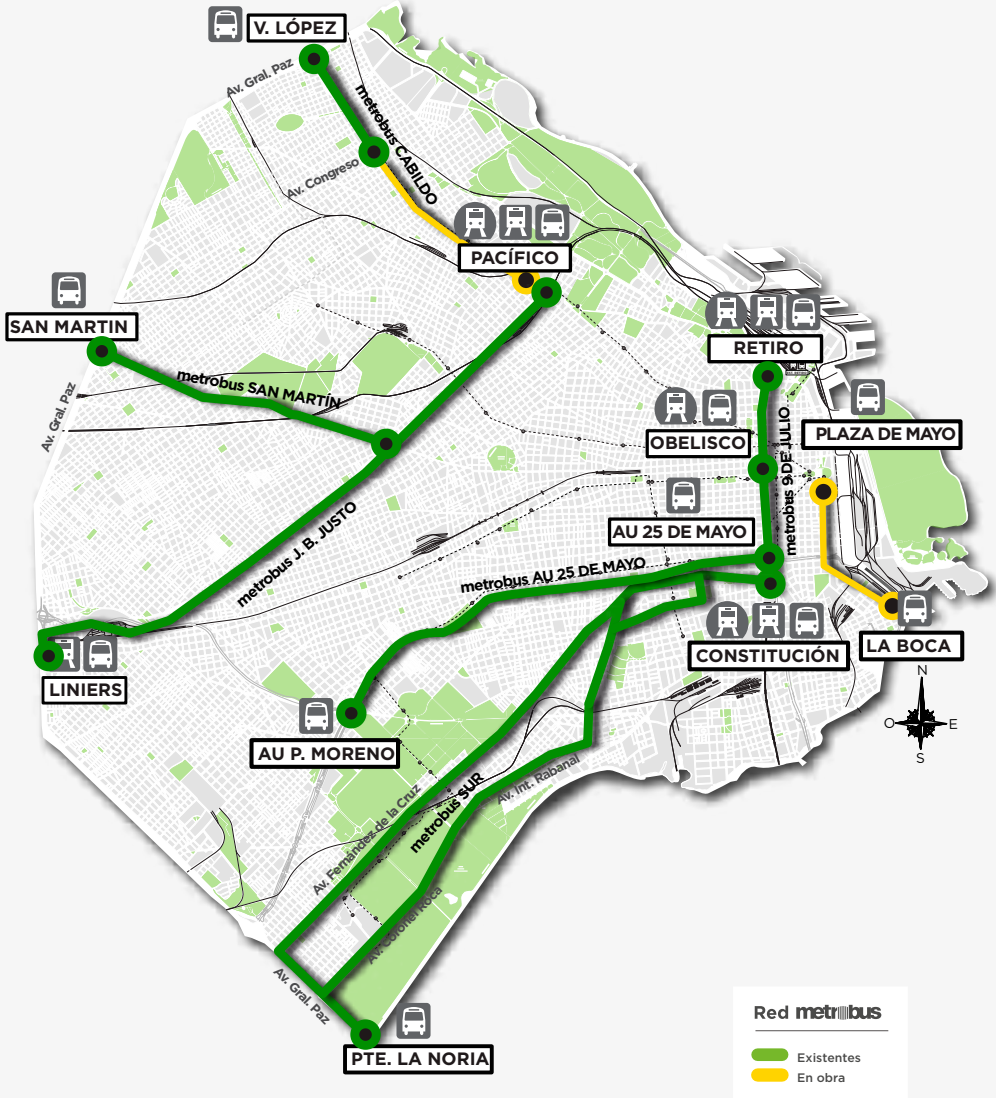 V. LÓPEZ
Av. Gral. Paz
metrobus CABILDO
Av. Congreso
PACÍFICO
SAN MARTIN
metrobus SAN MARTÍN
Av. Gral. Paz
RETIRO
OBELISCO
metrobus 9 DE JULIO
PLAZA DE MAYO
AU 25 DE MAYO
metrobus J. B. JUSTO
metrobus AU 25 DE MAYO
CONSTITUCIÓN
LA BOCA
LINIERS
N
O
E
S
AU P. MORENO
Av. Int. Rabanal
Av. Fernández de la Cruz
metrobus SUR
Av. Coronel Roca
Av. Gral. Paz
PTE. LA NORIA
Red metrobus
Existentes
En obra